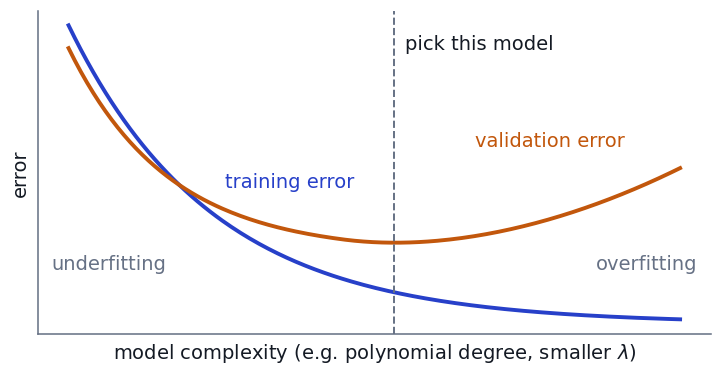 pick this model
validation error
training error
error
underfitting
overfitting
model complexity (e.g. polynomial degree, smaller λ)